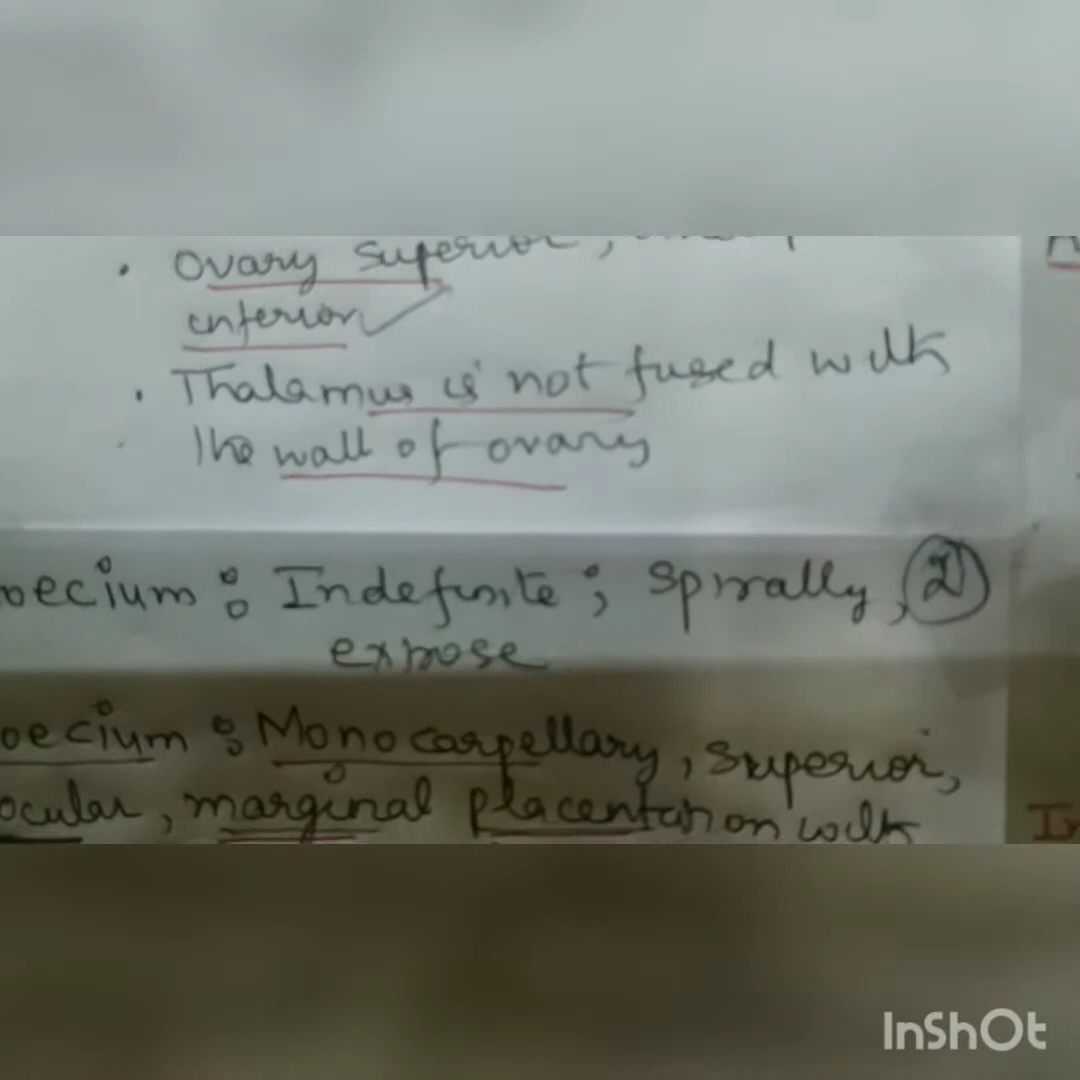 • Ovary Superior,
inferior
• Thalamus is not fused with
the wall of ovary
oecium : Indefinite ; Spirally, 2
expose
oecium : Monocarpellary, superior,
ocular, marginal placentation with
InShOt